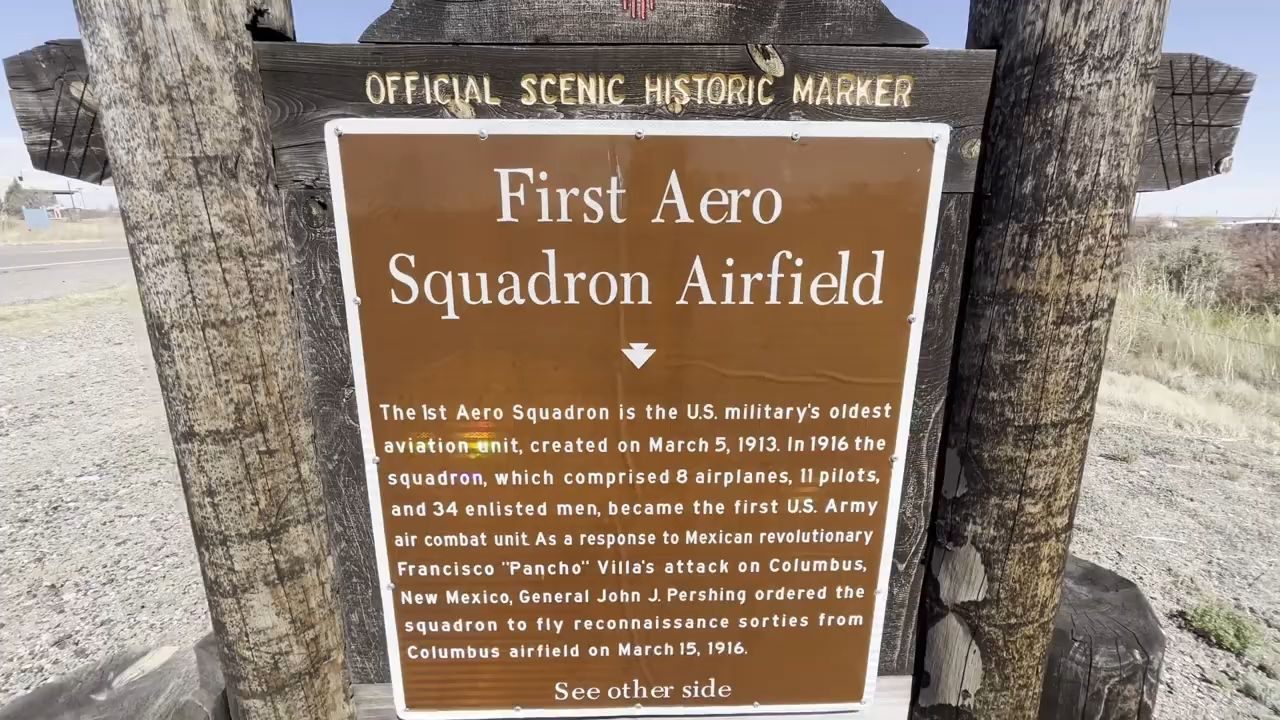 OFFICIAL SCENIC HISTORIC MARKER
First Aero
Squadron Airfield
The 1st Aero Squadron is the U.S. military's oldest
aviation unit, created on March 5, 1913. In 1916 the
squadron, which comprised 8 airplanes, 11 pilots,
and 34 enlisted men, became the first U.S. Army
air combat unit. As a response to Mexican revolutionary
Francisco "Pancho" Villa's attack on Columbus,
New Mexico, General John J. Pershing ordered the
squadron to fly reconnaissance sorties from
Columbus airfield on March 15, 1916.
See other side